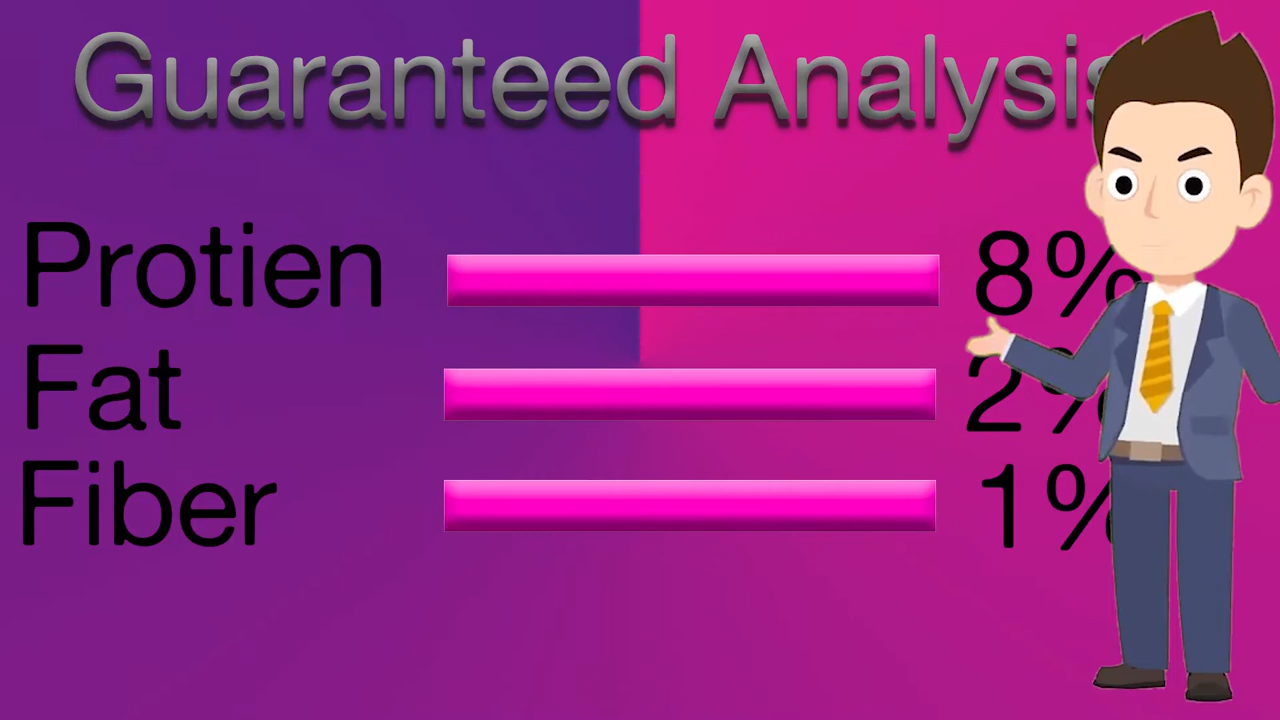 Guaranteed Analysis
Protien 8%
Fat 2%
Fiber 1%